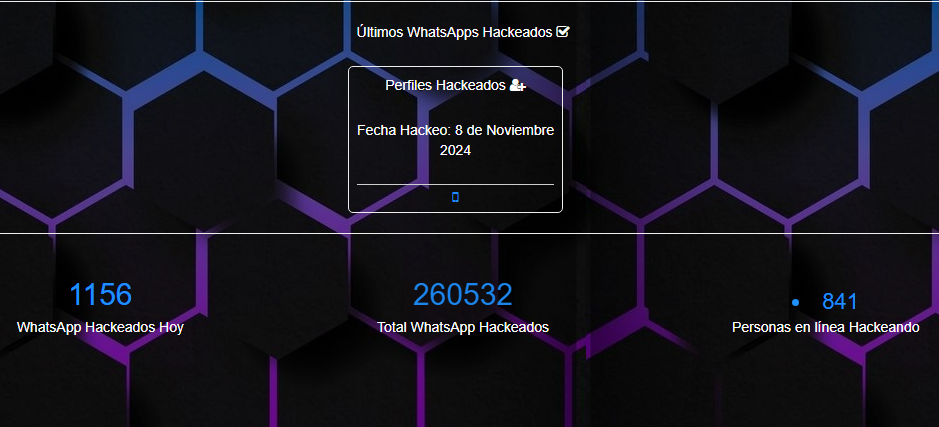 Últimos WhatsApps Hackeados
Perfiles Hackeados
Fecha Hackeo: 8 de Noviembre
2024
1156
WhatsApp Hackeados Hoy
260532
Total WhatsApp Hackeados
841
Personas en línea Hackeando